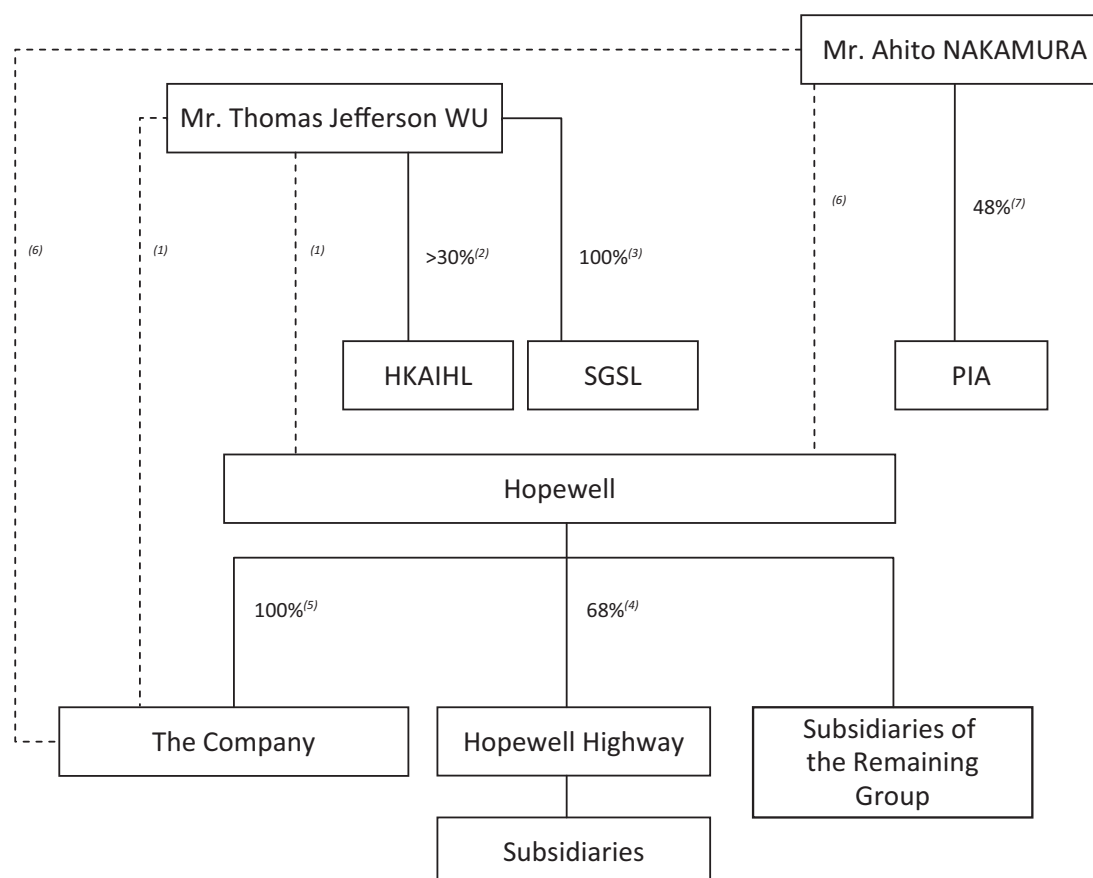 Mr. Ahito NAKAMURA
Mr. Thomas Jefferson WU
(6)
(1)
(1)
>30%(2)
100%(3)
(6)
48%(7)
HKAIHL
SGSL
PIA
Hopewell
100%(5)
68%(4)
The Company
Hopewell Highway
Subsidiaries of
the Remaining
Group
Subsidiaries